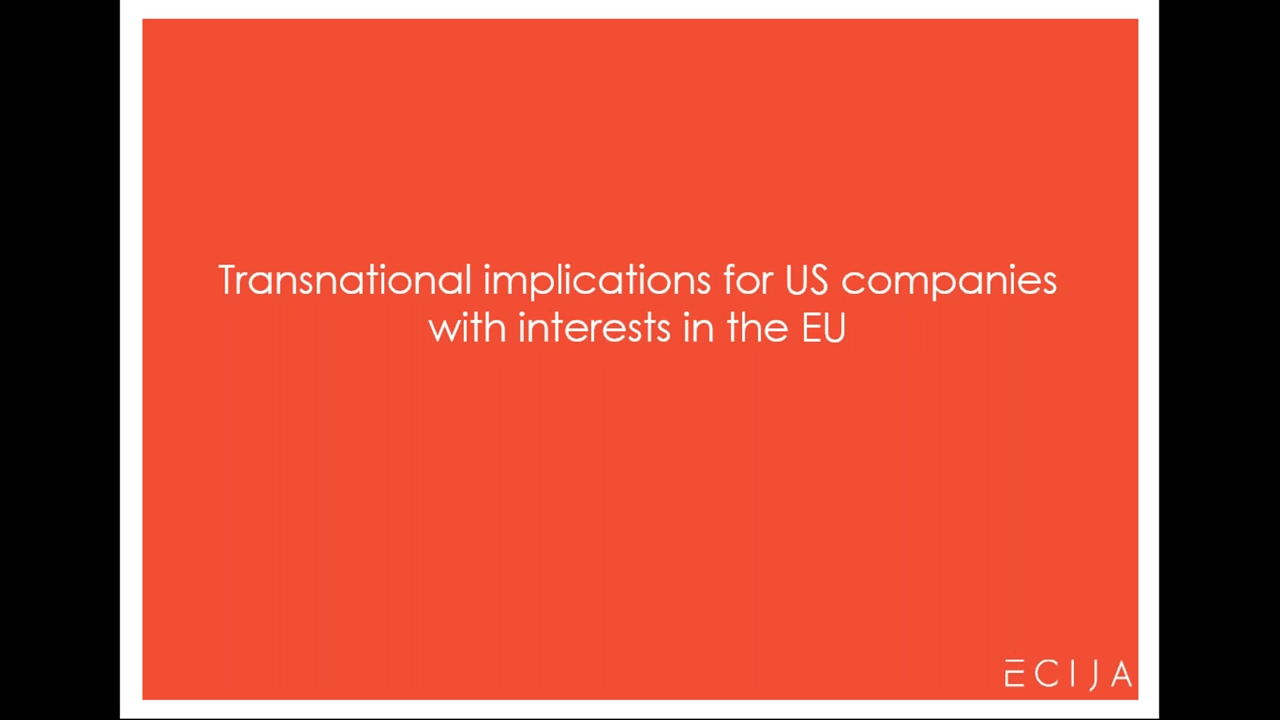 Transnational implications for US companies
with interests in the EU
ECIJA